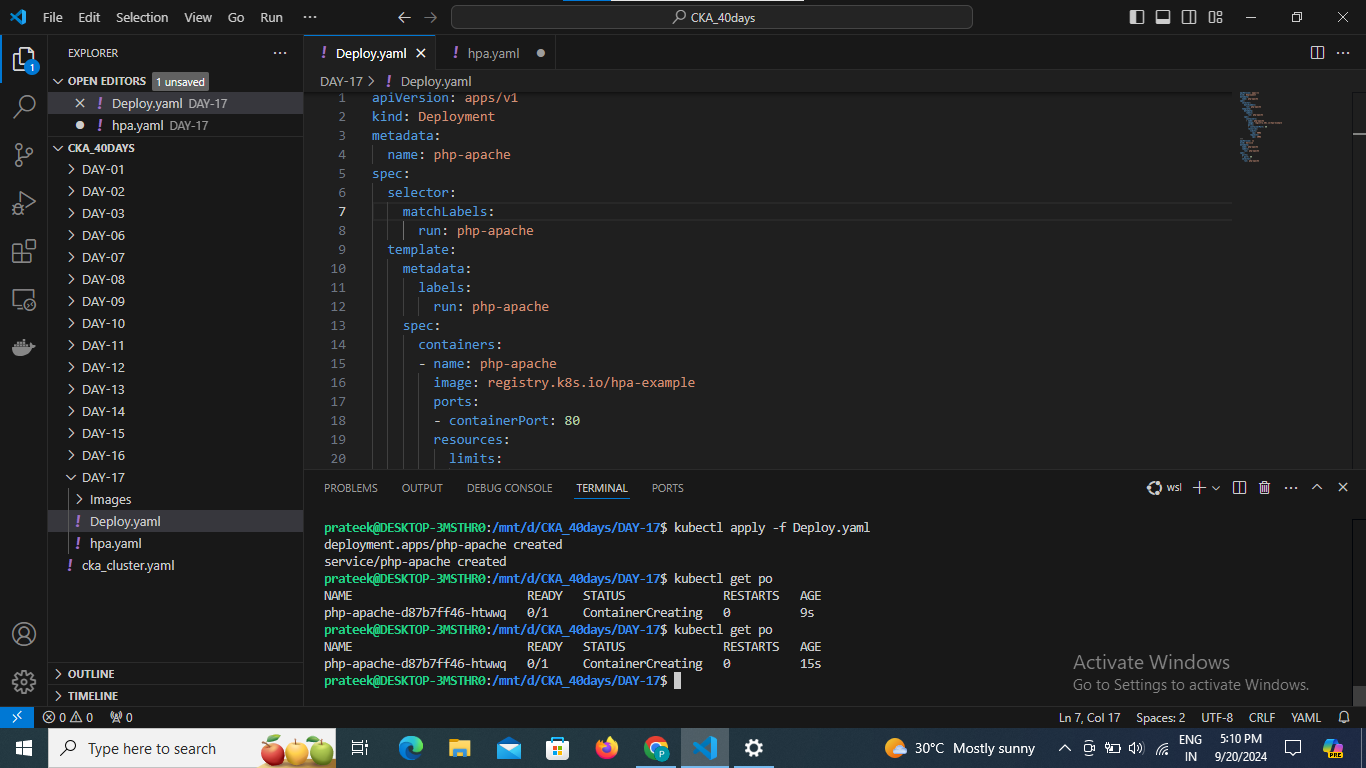 File Edit Selection View Go Run ··· CKA_40days
EXPLORER ···
OPEN EDITORS 1 unsaved
Deploy.yaml DAY-17
hpa.yaml DAY-17
CKA_40DAYS
DAY-01
DAY-02
DAY-03
DAY-06
DAY-07
DAY-08
DAY-09
DAY-10
DAY-11
DAY-12
DAY-13
DAY-14
DAY-15
DAY-16
DAY-17
Images
! Deploy.yaml
! hpa.yaml
! cka_cluster.yaml
OUTLINE
TIMELINE
1
! Deploy.yaml ! hpa.yaml
DAY-17 > ! Deploy.yaml
1 apiVersion: apps/v1
2 kind: Deployment
3 metadata:
4 name: php-apache
5 spec:
6 selector:
7 matchLabels:
8 run: php-apache
9 template:
10 metadata:
11 labels:
12 run: php-apache
13 spec:
14 containers:
15 - name: php-apache
16 image: registry.k8s.io/hpa-example
17 ports:
18 - containerPort: 80
19 resources:
20 limits:
PROBLEMS OUTPUT DEBUG CONSOLE TERMINAL PORTS wsl
prateek@DESKTOP-3MSTHR0:/mnt/d/CKA_40days/DAY-17$ kubectl apply -f Deploy.yaml
deployment.apps/php-apache created
service/php-apache created
prateek@DESKTOP-3MSTHR0:/mnt/d/CKA_40days/DAY-17$ kubectl get po
NAME READY STATUS RESTARTS AGE
php-apache-d87b7ff46-htwwq 0/1 ContainerCreating 0 9s
prateek@DESKTOP-3MSTHR0:/mnt/d/CKA_40days/DAY-17$ kubectl get po
NAME READY STATUS RESTARTS AGE
php-apache-d87b7ff46-htwwq 0/1 ContainerCreating 0 15s
prateek@DESKTOP-3MSTHR0:/mnt/d/CKA_40days/DAY-17$
Activate Windows
Go to Settings to activate Windows.
0 0 0 Ln 7, Col 17 Spaces: 2 UTF-8 CRLF YAML
Type here to search 30°C Mostly sunny
ENG
IN
5:10 PM
9/20/2024
P
PRE